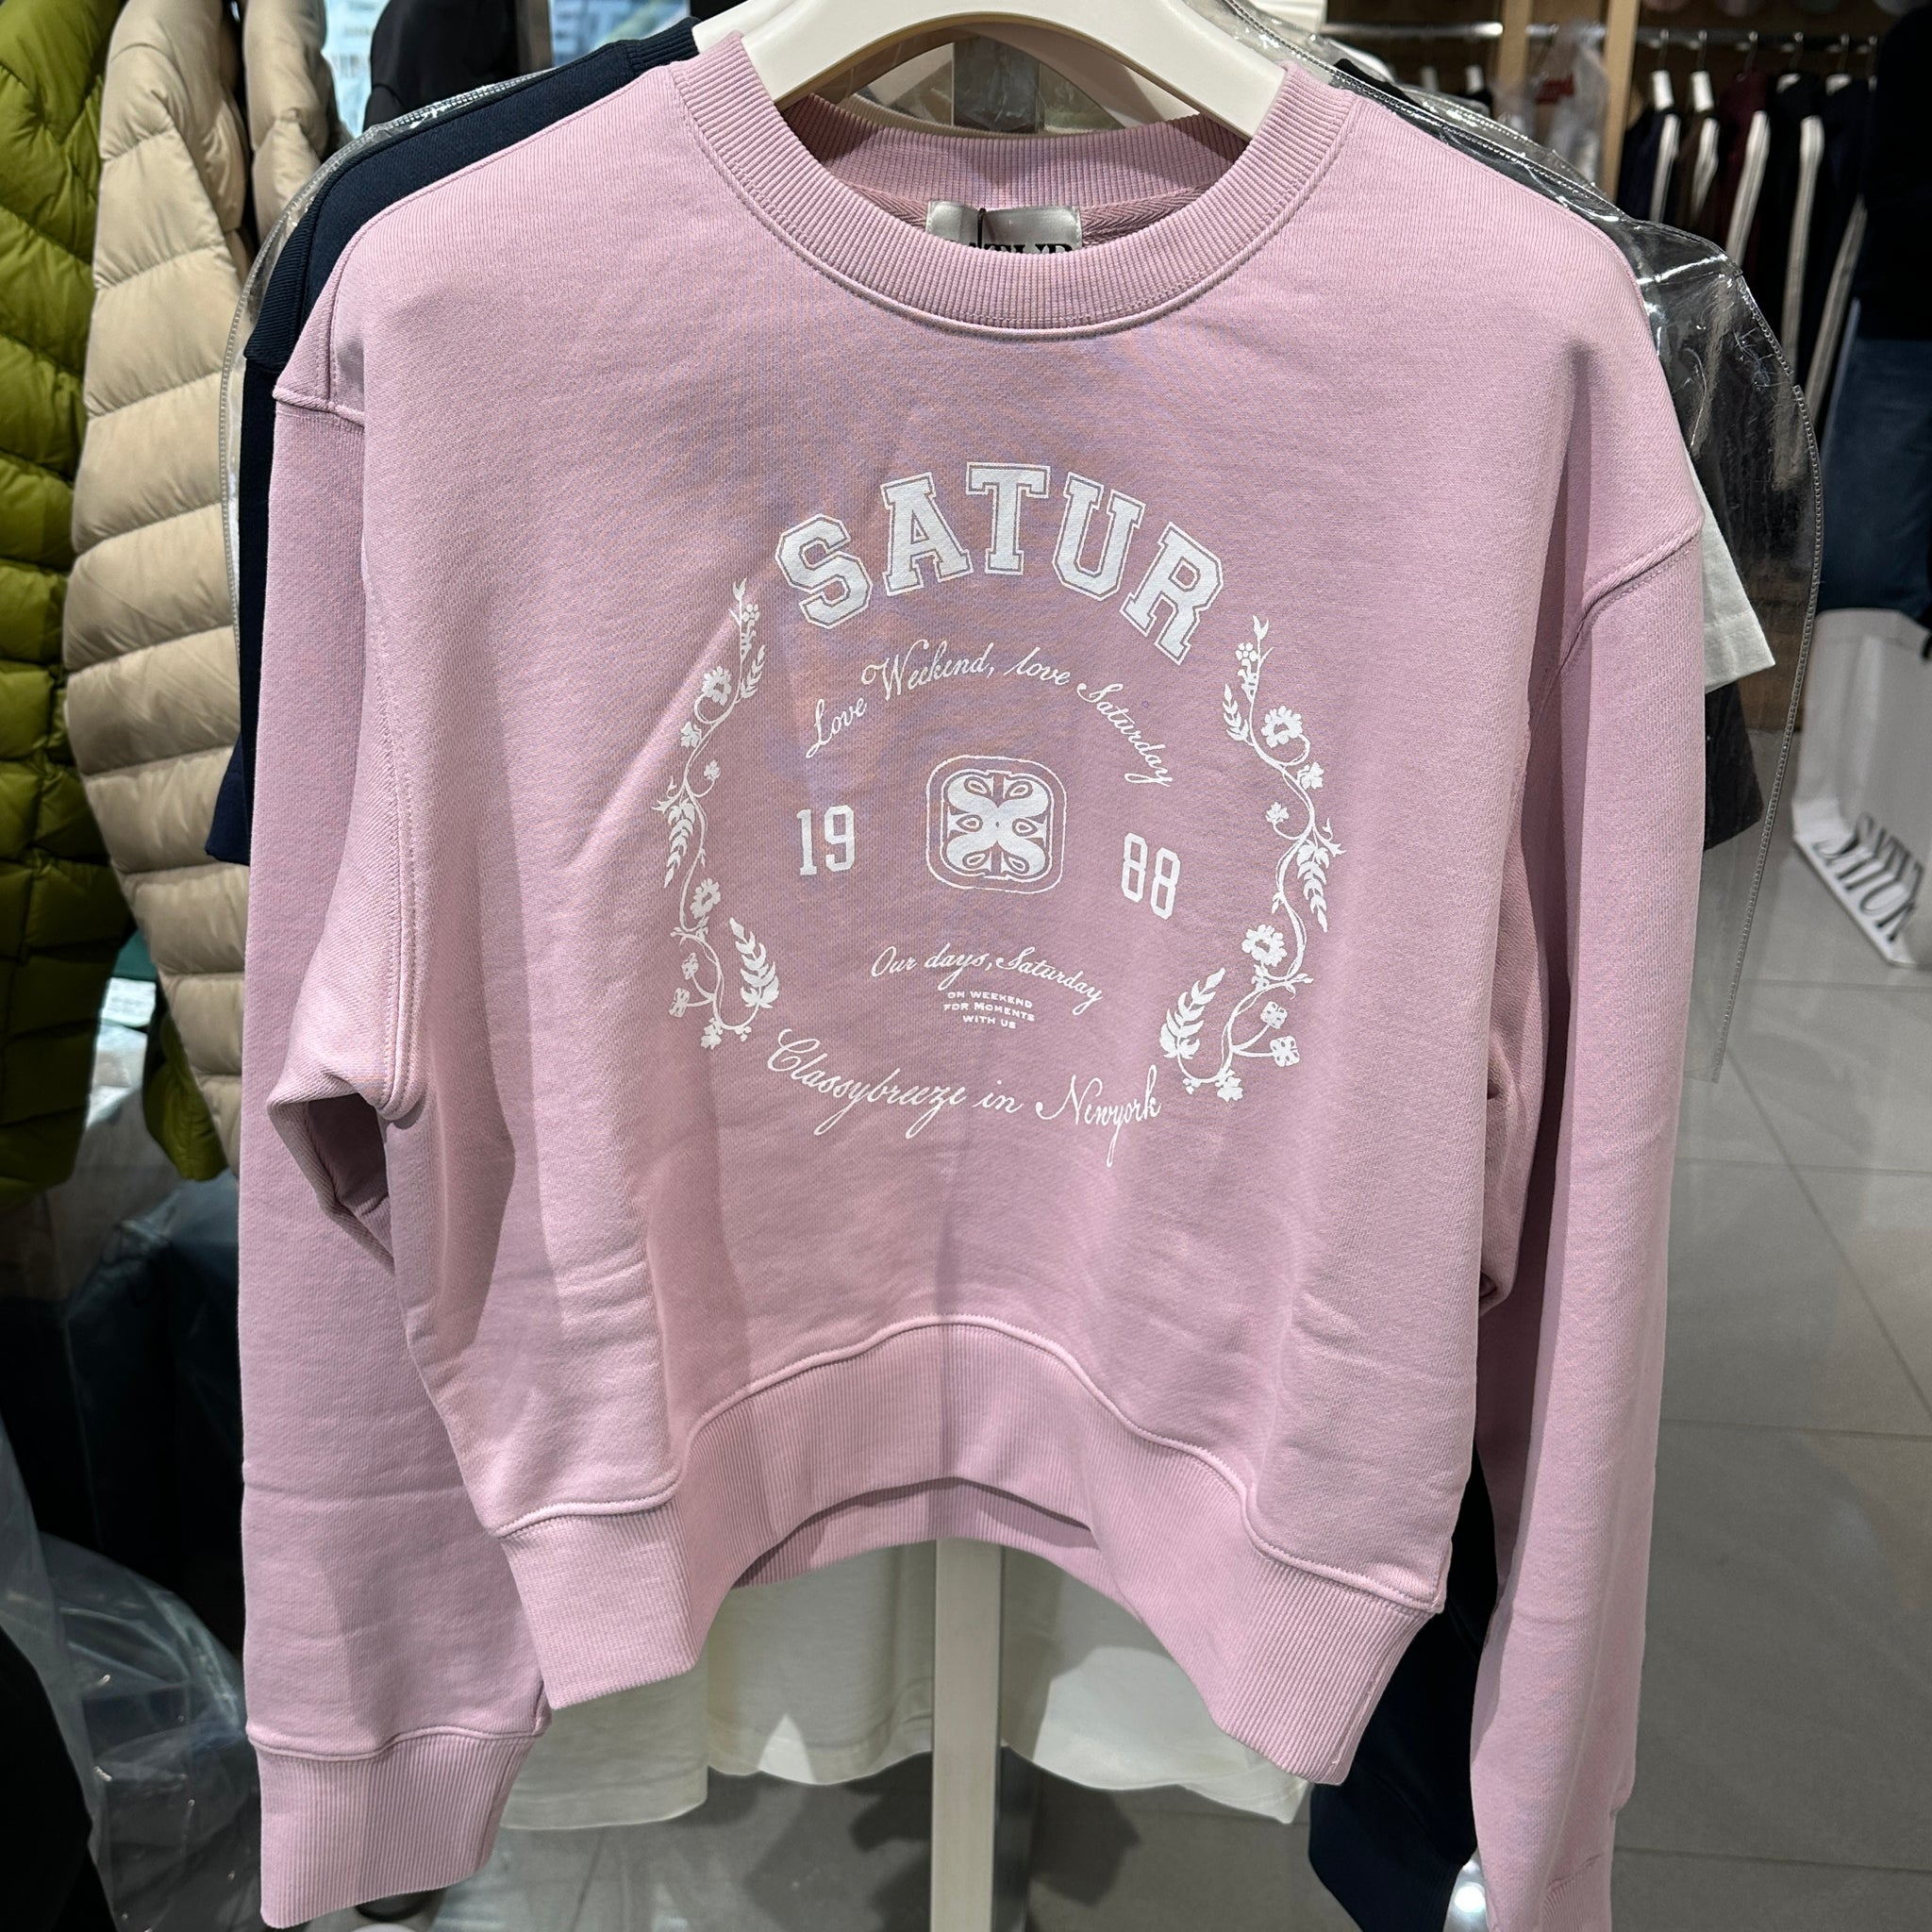 SATUR
Love Weekend, love Saturday
19 88
Our days, Saturday
ON WEEKEND
FOR MOMENTS
WITH US
Classybreeze in Newyork
SATUR